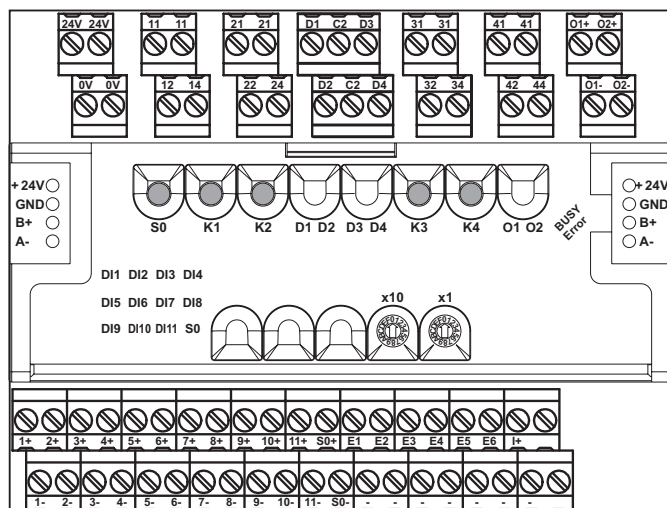 24V 24V 11 11 21 21 D1 C2 D3 31 31 41 41 O1+ O2+
0V 0V 12 14 22 24 D2 C2 D4 32 34 42 44 O1- O2-
+ 24V
GND
B+
A-
S0 K1 K2 D1 D2 D3 D4 K3 K4 O1 O2
BUSY
Error
+ 24V
GND
B+
A-
DI1 DI2 DI3 DI4
DI5 DI6 DI7 DI8
DI9 DI10 DI11 S0
x10 x1
1+ 2+ 3+ 4+ 5+ 6+ 7+ 8+ 9+ 10+ 11+ S0+ E1 E2 E3 E4 E5 E6 I+
1- 2- 3- 4- 5- 6- 7- 8- 9- 10- 11- S0- - - - - - - - -